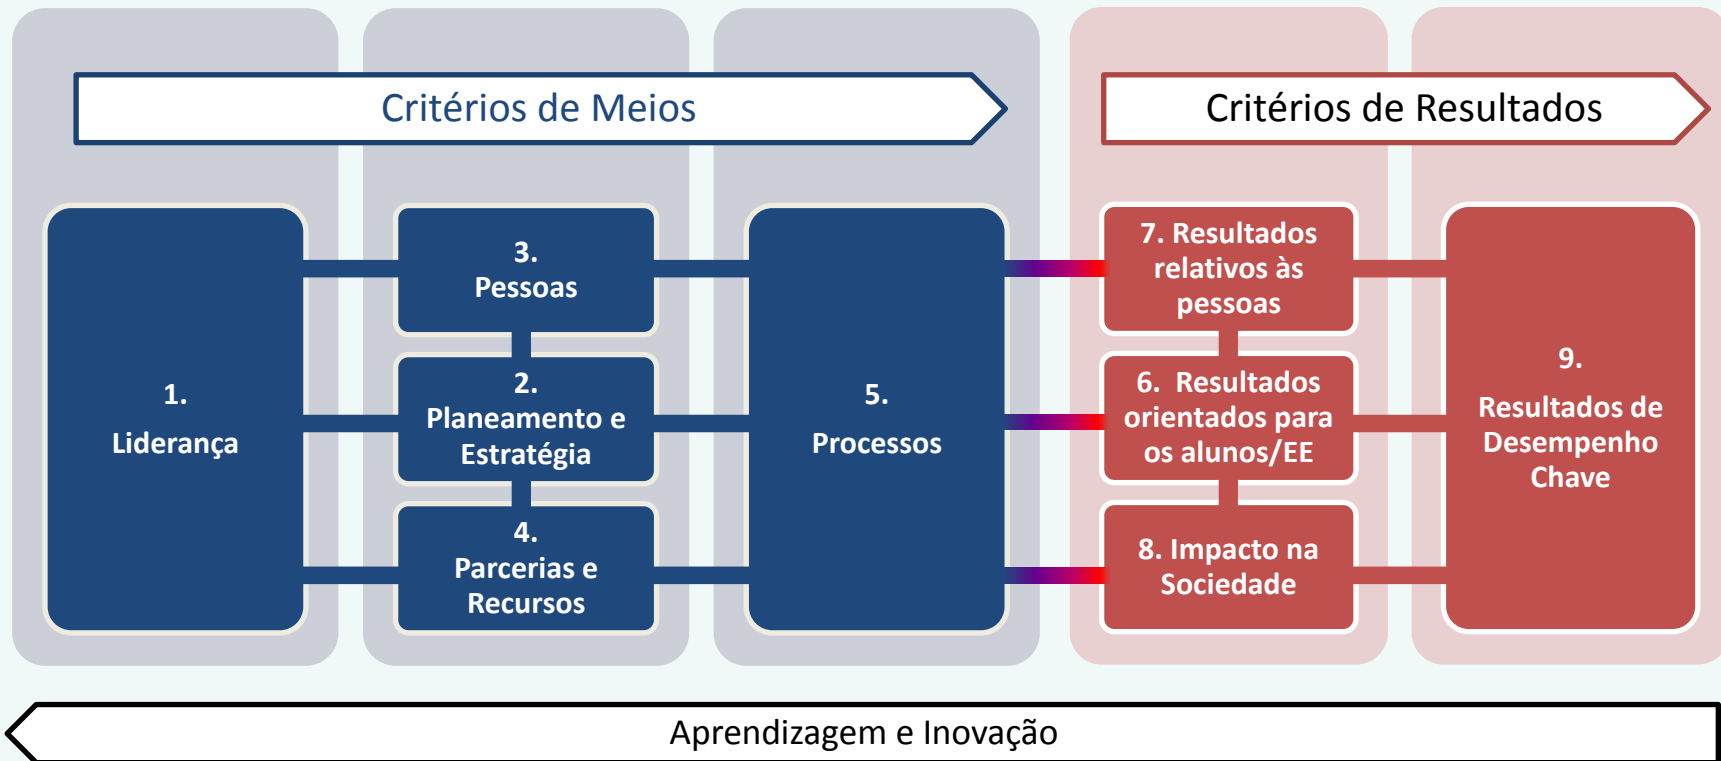 Critérios de Meios
Critérios de Resultados
1.
Liderança
3.
Pessoas
2.
Planeamento e
Estratégia
4.
Parcerias e
Recursos
5.
Processos
7. Resultados
relativos às
pessoas
6. Resultados
orientados para
os alunos/EE
8. Impacto na
Sociedade
9.
Resultados de
Desempenho
Chave
Aprendizagem e Inovação